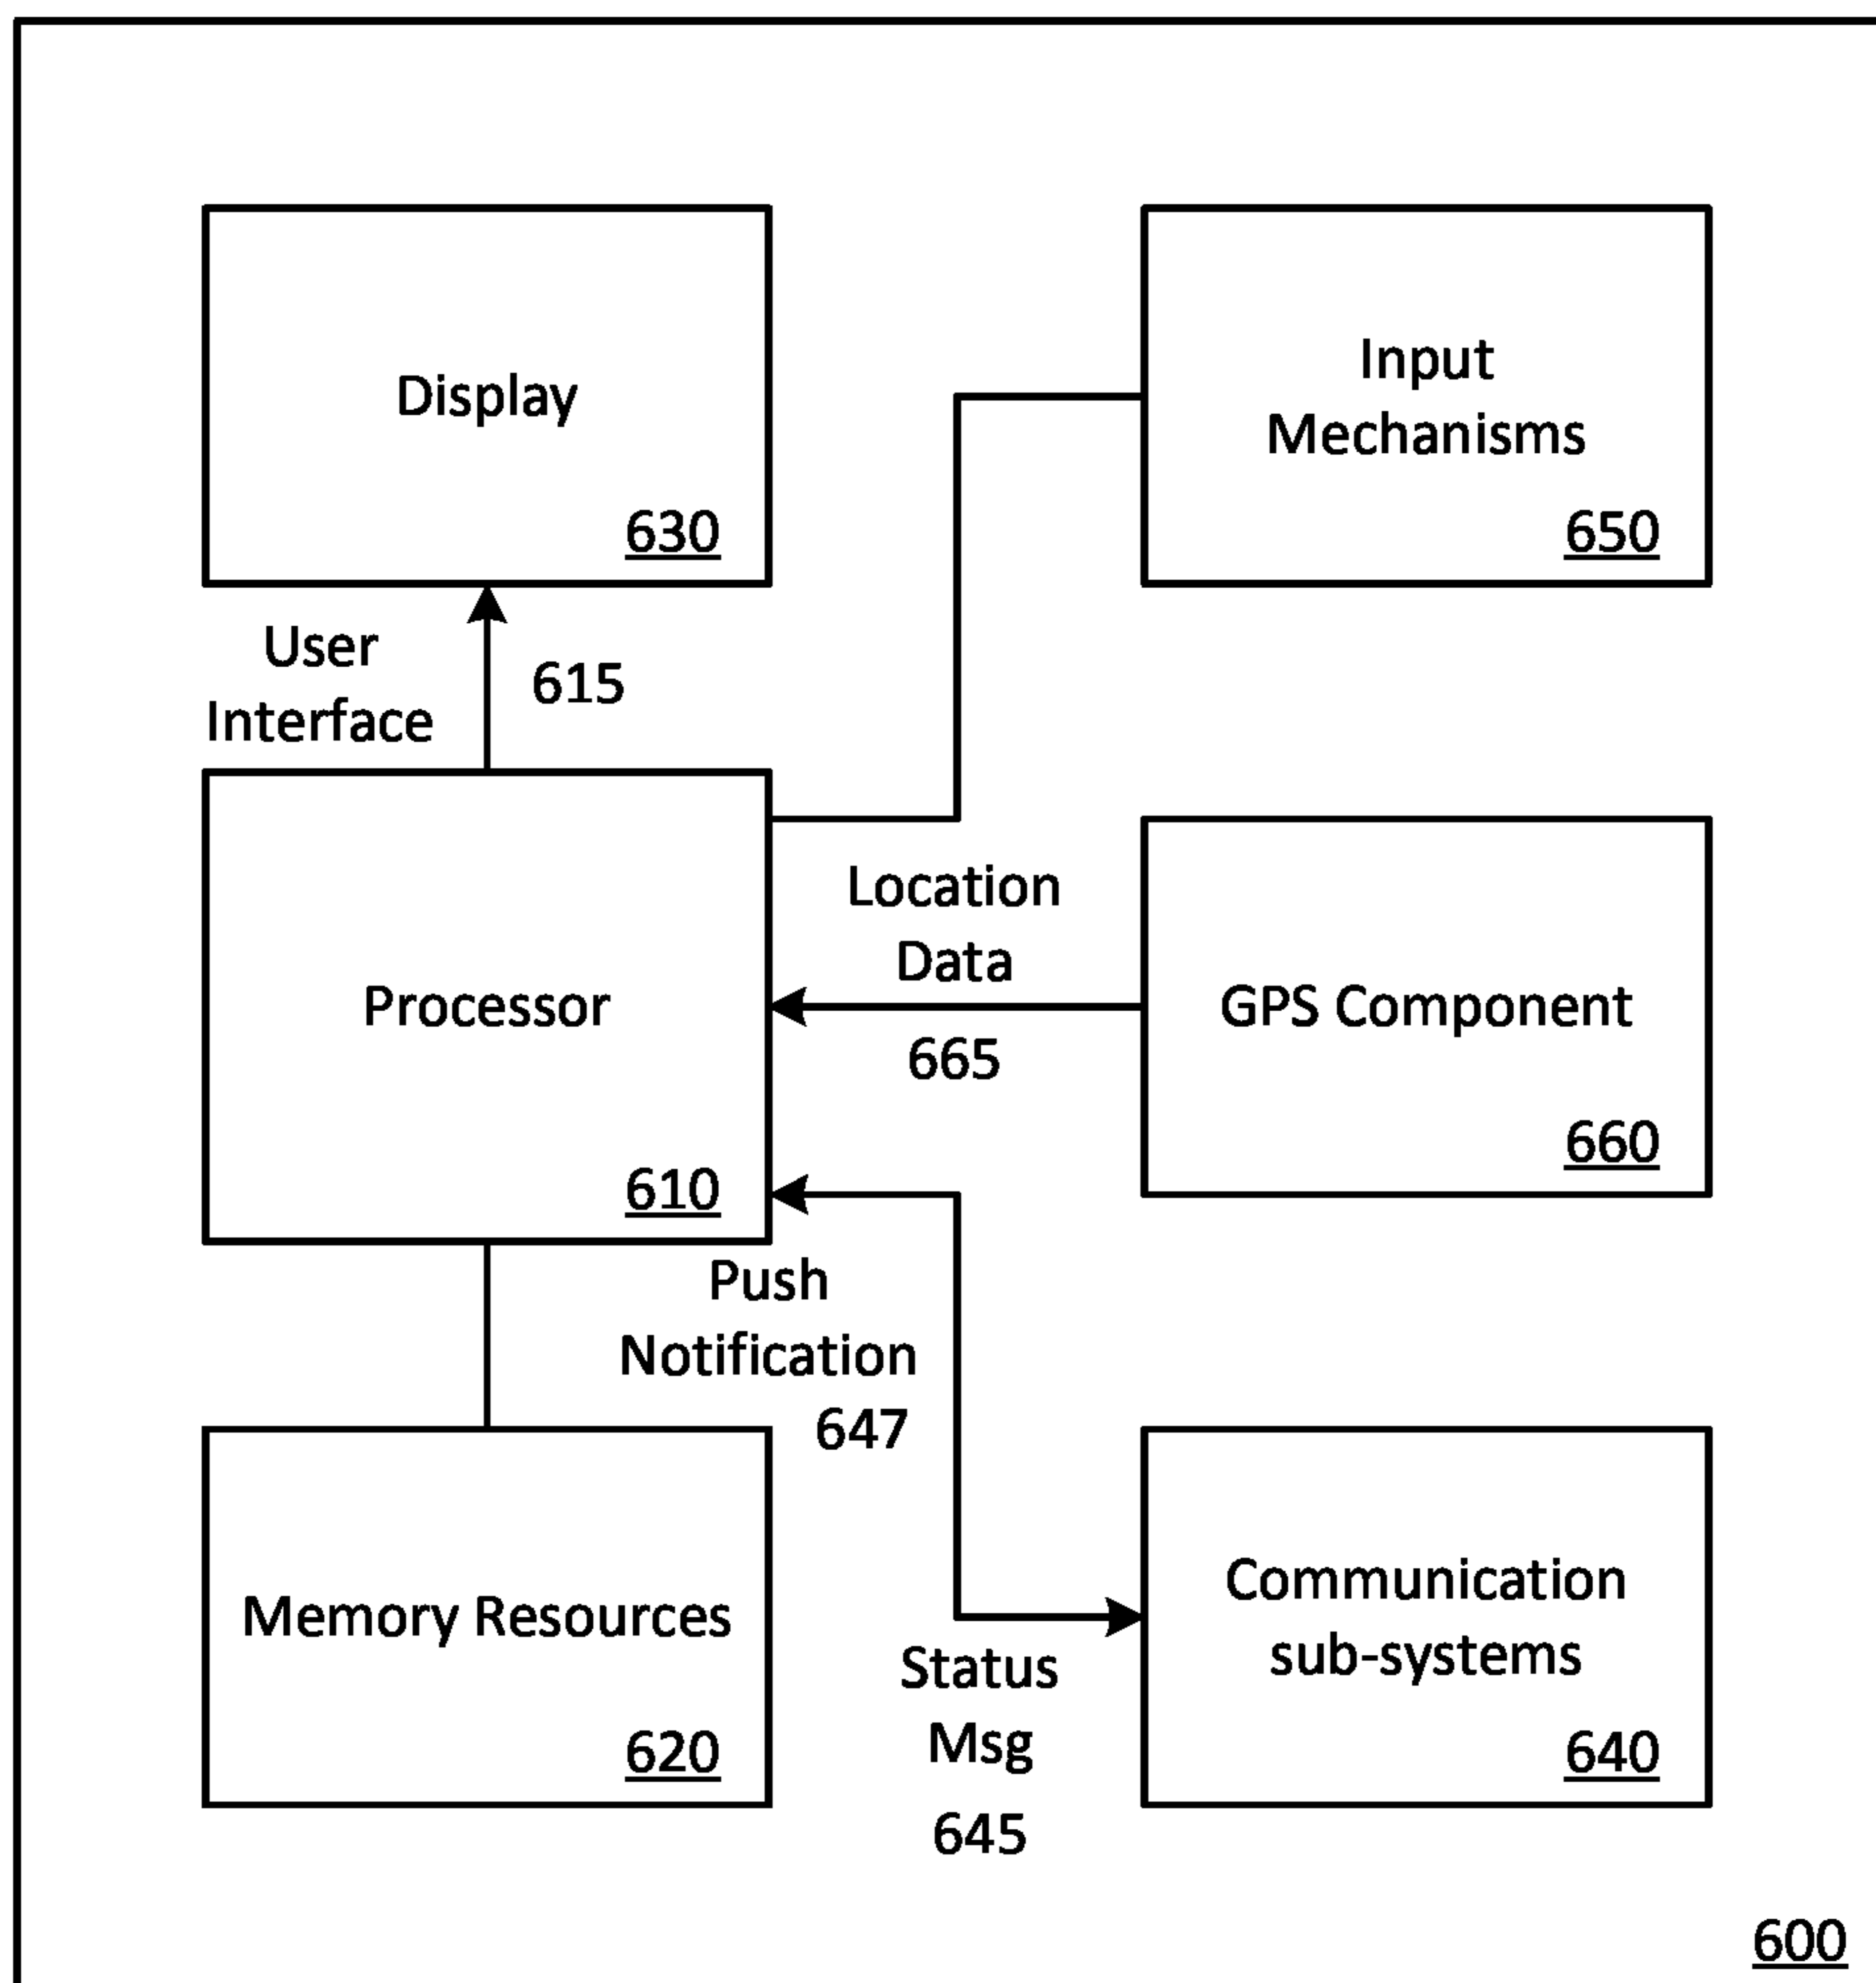 Display
630
Input
Mechanisms
650
User
Interface
615
Processor
610
Location
Data
665
GPS Component
660
Push
Notification
647
Memory Resources
620
Status
Msg
645
Communication
sub-systems
640
600